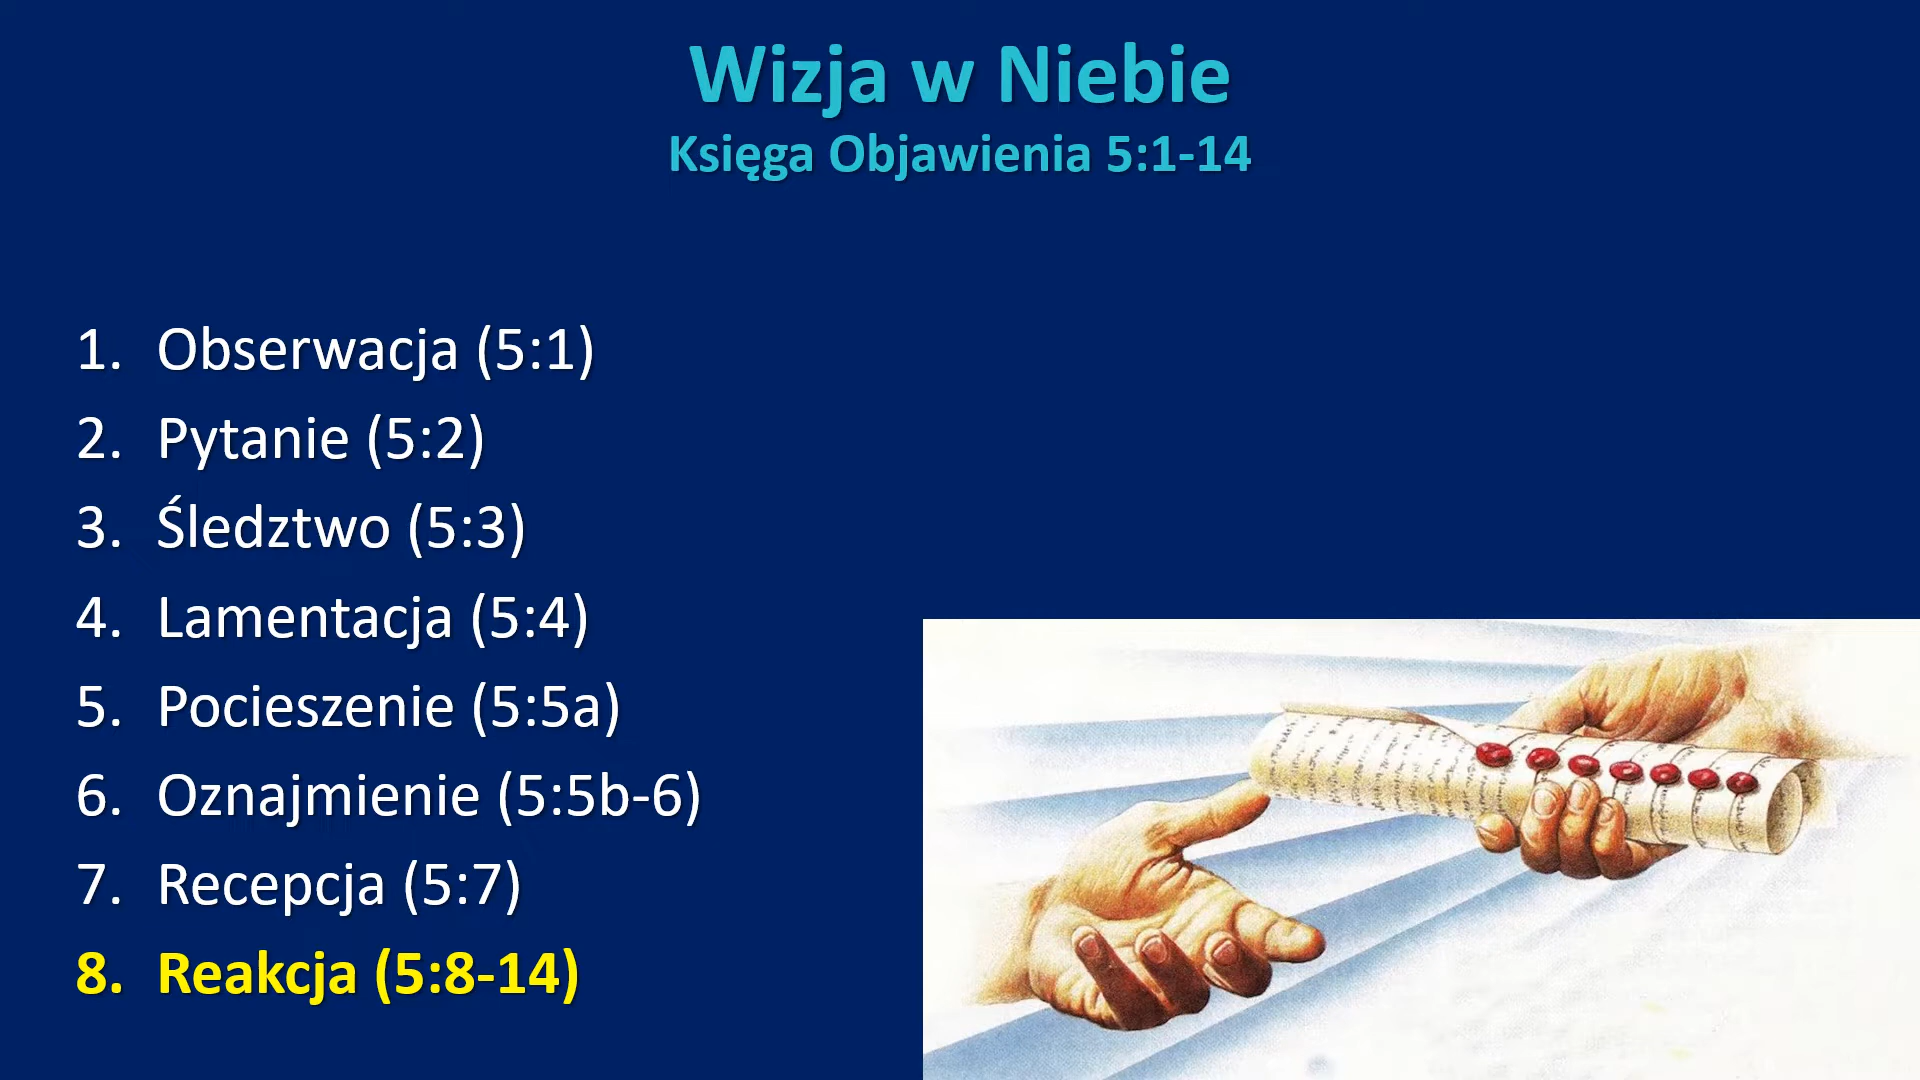 Wizja w Niebie
Księga Objawienia 5:1-14
1. Obserwacja (5:1)
2. Pytanie (5:2)
3. Śledztwo (5:3)
4. Lamentacja (5:4)
5. Pocieszenie (5:5a)
6. Oznajmienie (5:5b-6)
7. Recepcja (5:7)
8. Reakcja (5:8-14)